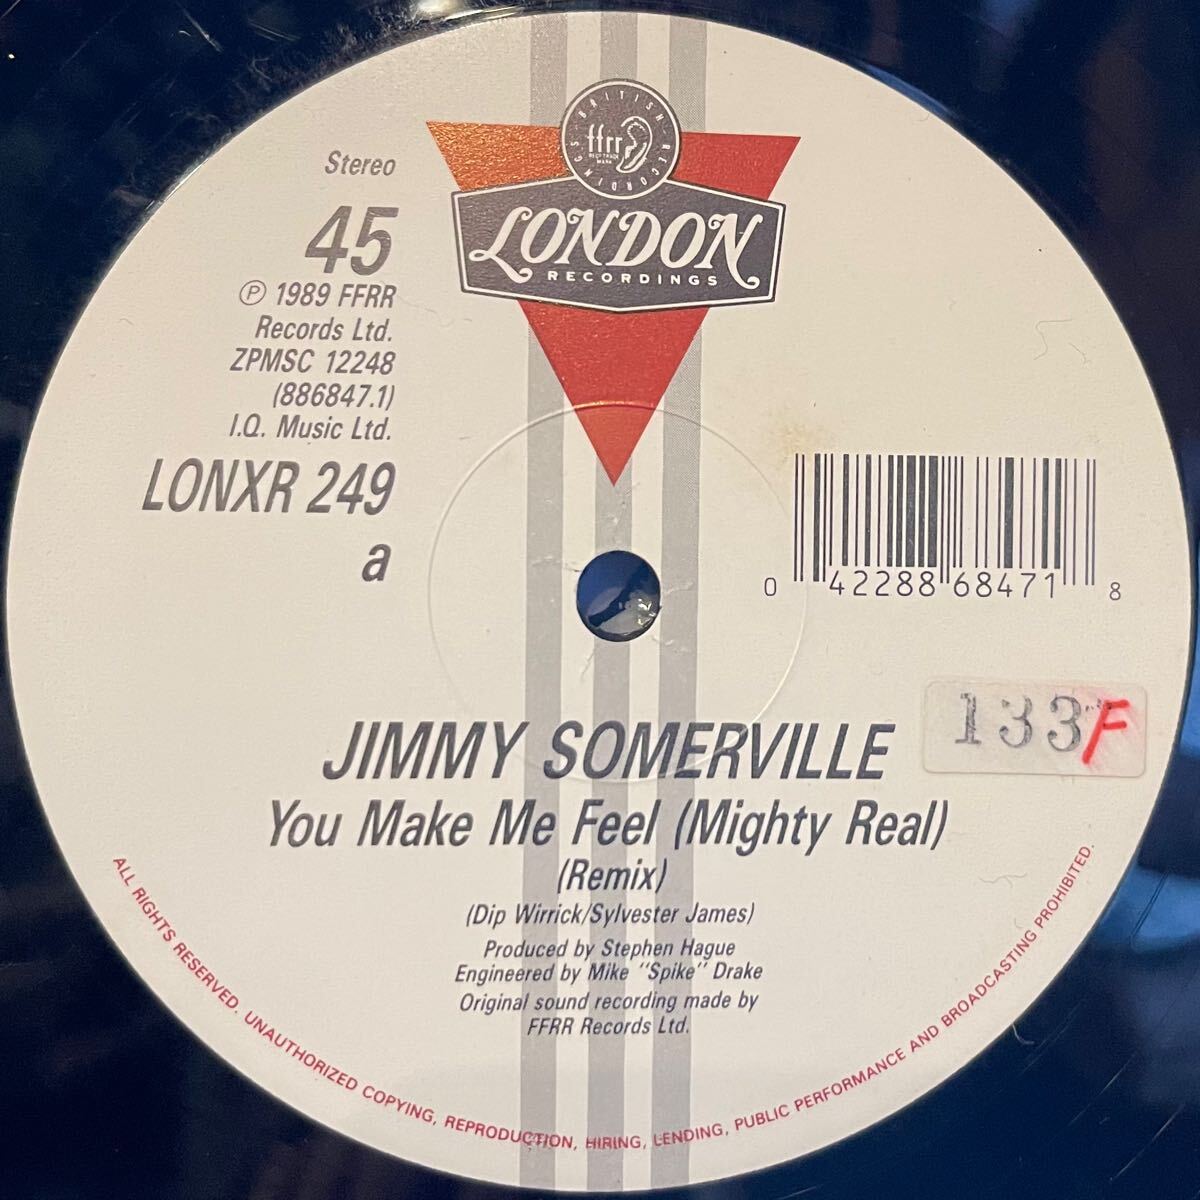 BRITISH RECORDINGS
ffrr
REG? TRADE
MARK
LONDON
RECORDINGS
Stereo
45
Ⓟ 1989 FFRR
Records Ltd.
ZPMSC 12248
(886847.1)
I.Q. Music Ltd.
LONXR 249
a
0 42288 68471 8
133F
JIMMY SOMERVILLE
You Make Me Feel (Mighty Real)
(Remix)
(Dip Wirrick/Sylvester James)
Produced by Stephen Hague
Engineered by Mike "Spike" Drake
Original sound recording made by
FFRR Records Ltd.
ALL RIGHTS RESERVED. UNAUTHORIZED COPYING, REPRODUCTION, HIRING, LENDING, PUBLIC PERFORMANCE AND BROADCASTING PROHIBITED.